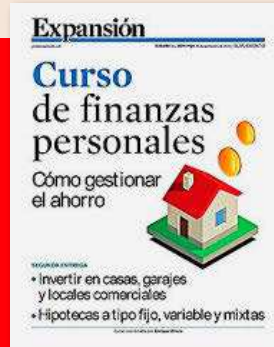 Expansión
Curso
de finanzas
personales
Cómo gestionar
el ahorro
SEGUNDA ENTREGA
• Invertir en casas, garajes
y locales comerciales
• Hipotecas a tipo fijo, variable y mixtas